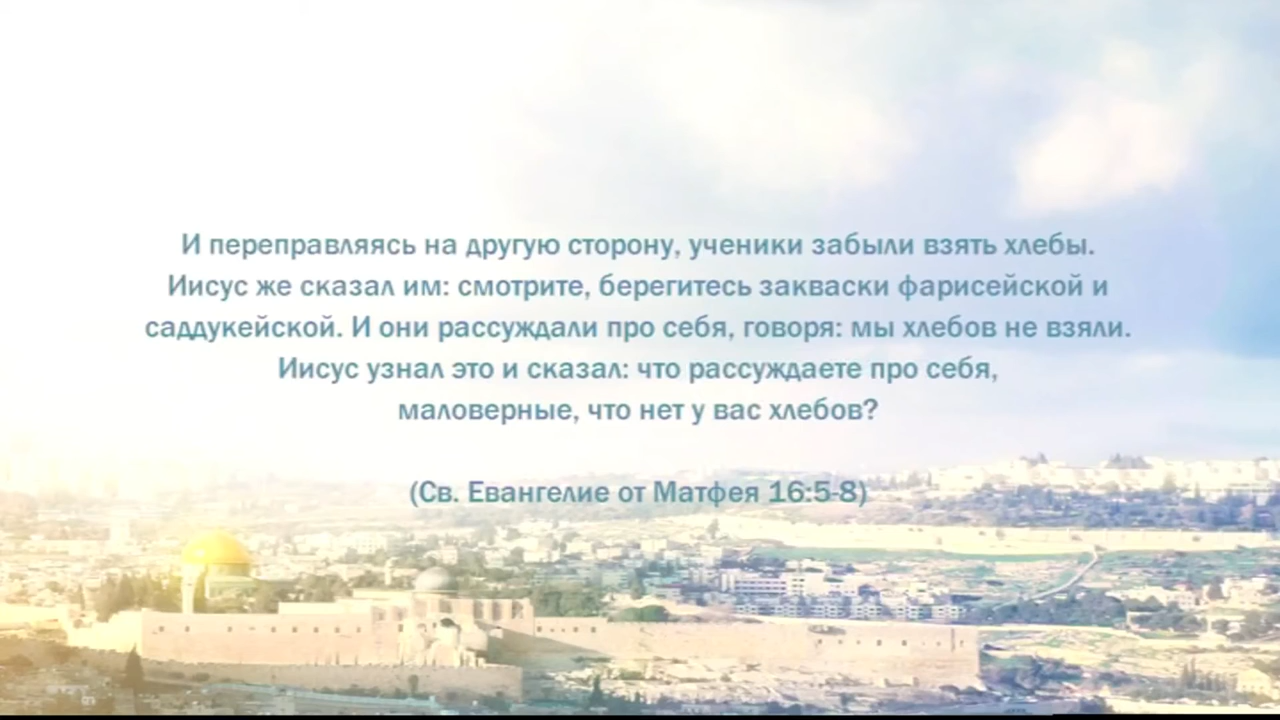 И переправляясь на другую сторону, ученики забыли взять хлебы.
Иисус же сказал им: смотрите, берегитесь закваски фарисейской и
саддукейской. И они рассуждали про себя, говоря: мы хлебов не взяли.
Иисус узнал это и сказал: что рассуждаете про себя,
маловерные, что нет у вас хлебов?
(Св. Евангелие от Матфея 16:5-8)